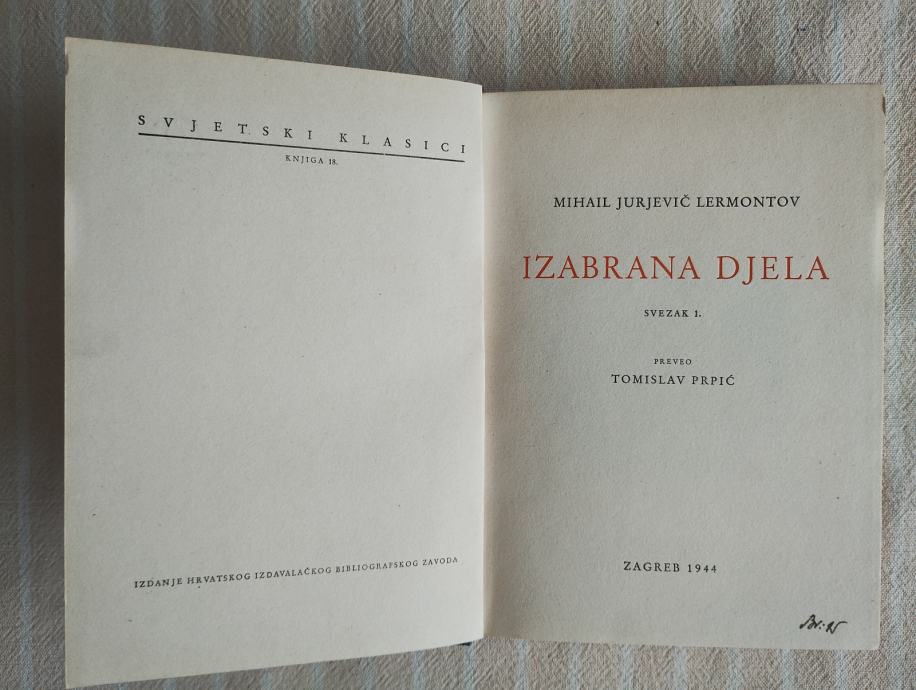 SVJETSKI KLASICI
KNJIGA 18.
IZDANJE HRVATSKOG IZDAVALAČKOG BIBLIOGRAFSKOG ZAVODA
MIHAIL JURJEVIČ LERMONTOV
IZABRANA DJELA
SVEZAK 1.
PREVEO
TOMISLAV PRPIĆ
ZAGREB 1944